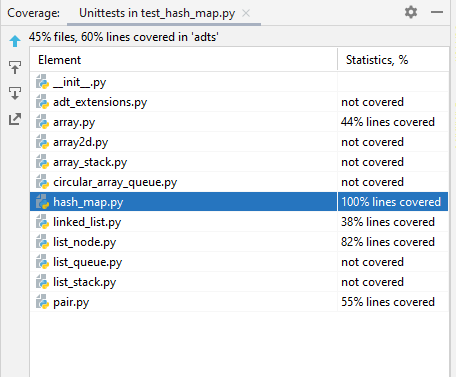 Coverage: Unittests in test_hash_map.py
45% files, 60% lines covered in 'adts'
Element Statistics, %
__init__.py
adt_extensions.py not covered
array.py 44% lines covered
array2d.py not covered
array_stack.py not covered
circular_array_queue.py not covered
hash_map.py 100% lines covered
linked_list.py 38% lines covered
list_node.py 82% lines covered
list_queue.py not covered
list_stack.py not covered
pair.py 55% lines covered